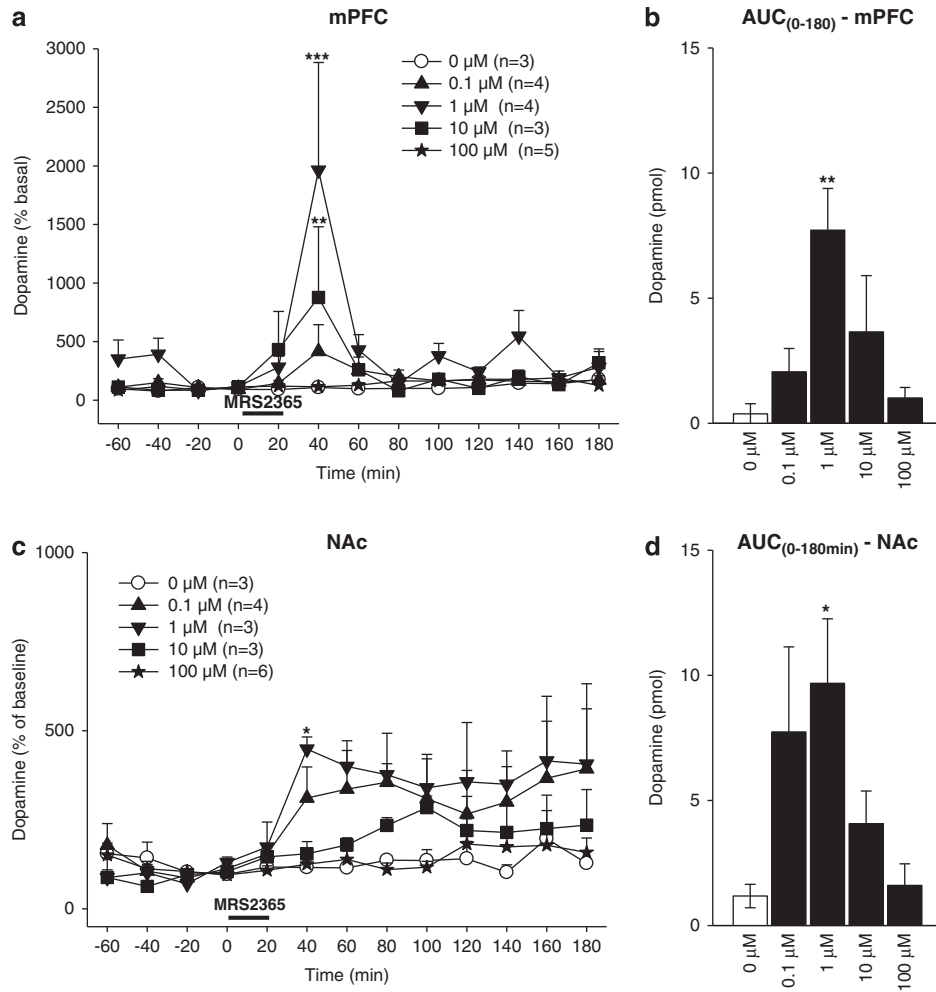 a
mPFC
3000
2500
2000
1500
1000
500
0
Dopamine (% basal)
***
**
0 µM (n=3)
0.1 µM (n=4)
1 µM (n=4)
10 µM (n=3)
100 µM (n=5)
MRS2365
-60 -40 -20 0 20 40 60 80 100 120 140 160 180
Time (min)
b
AUC(0-180) - mPFC
15
10
5
0
Dopamine (pmol)
**
0 µM
0.1 µM
1 µM
10 µM
100 µM
c
NAc
1000
500
0
Dopamine (% of baseline)
0 µM (n=3)
0.1 µM (n=4)
1 µM (n=3)
10 µM (n=3)
100 µM (n=6)
*
MRS2365
-60 -40 -20 0 20 40 60 80 100 120 140 160 180
Time (min)
d
AUC(0-180min) - NAc
15
10
5
0
Dopamine (pmol)
*
0 µM
0.1 µM
1 µM
10 µM
100 µM